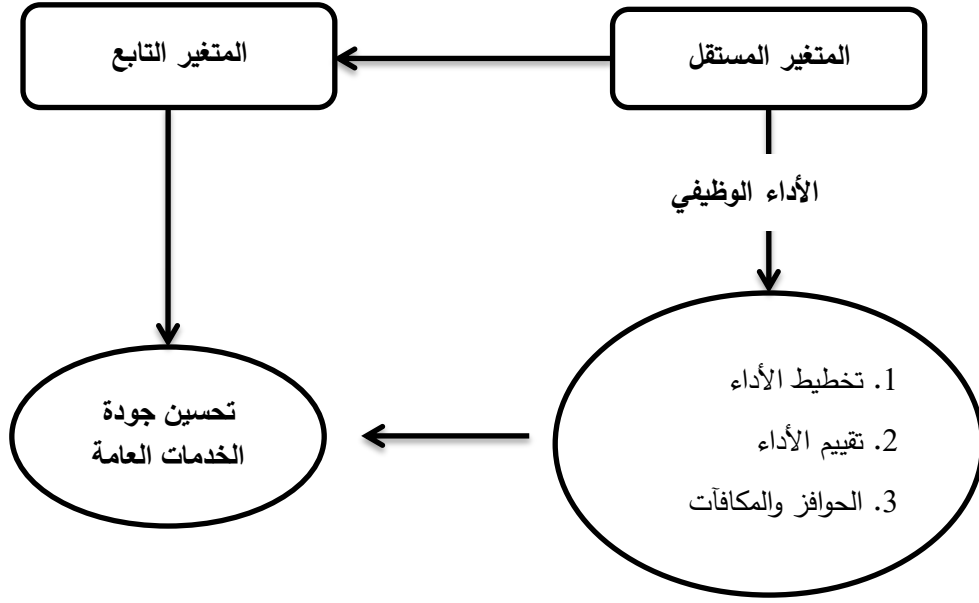 المتغير المستقل
المتغير التابع
الأداء الوظيفي
1. تخطيط الأداء
2. تقييم الأداء
3. الحوافز والمكافآت
تحسين جودة
الخدمات العامة